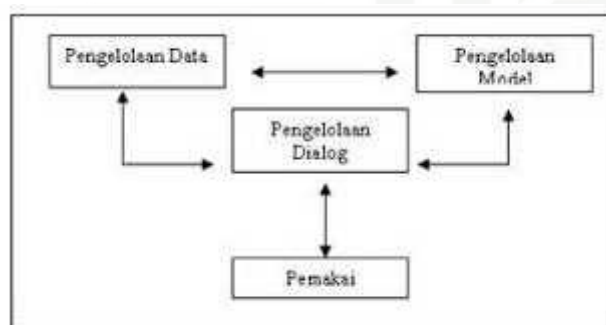 Pengelolaan Data
Pengelolaan
Model
Pengelolaan
Dialog
Pemakai